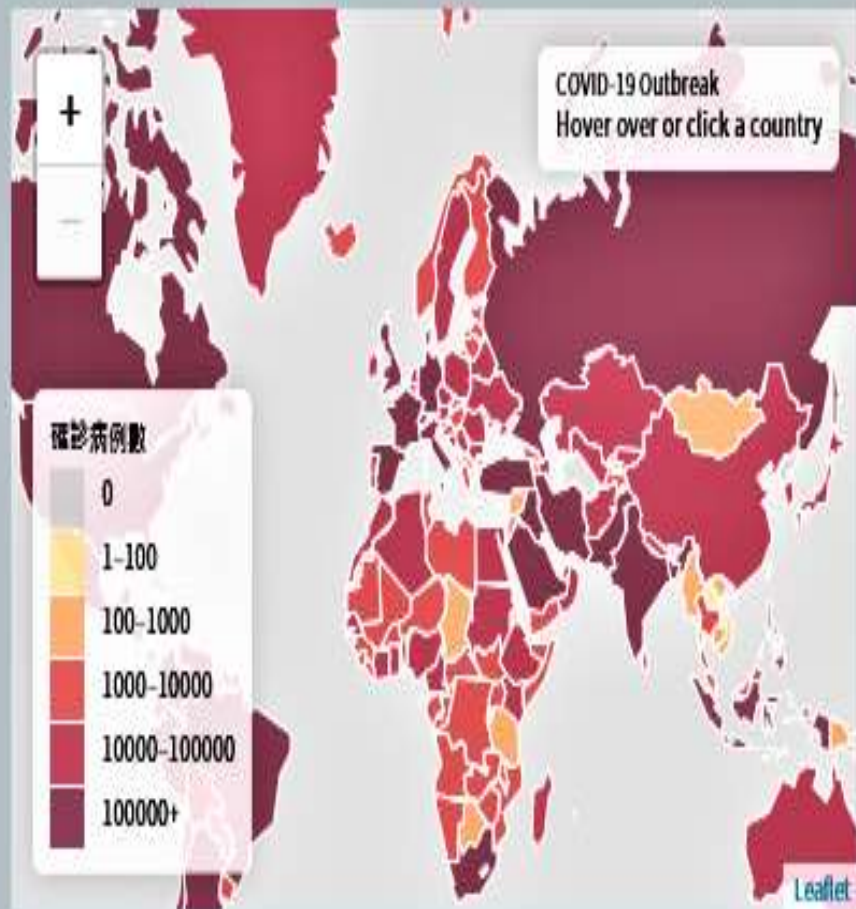 +
−
COVID-19 Outbreak
Hover over or click a country
確診病例數
0
1–100
100–1000
1000–10000
10000–100000
100000+
Leaflet